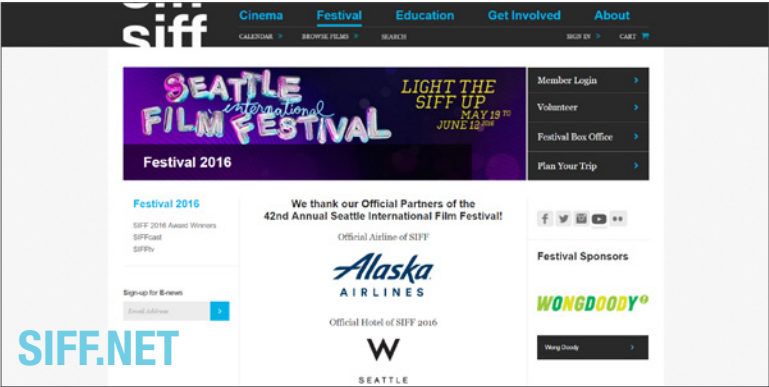 siff
siff
Cinema Festival Education Get Involved About
CALENDAR > BROWSE FILMS > SEARCH SIGN IN > CART
SEATTLE
international
FILM FESTIVAL
LIGHT THE
SIFF UP
MAY 19 TO
JUNE 12 2016
Festival 2016
Member Login >
Volunteer >
Festival Box Office >
Plan Your Trip >
Festival 2016
SIFF 2016 Award Winners
SIFFcast
SIFFtv
Sign-up for E-news
Email Address >
We thank our Official Partners of the
42nd Annual Seattle International Film Festival!
Official Airline of SIFF
Alaska
AIRLINES
Official Hotel of SIFF 2016
W
SEATTLE
f
Festival Sponsors
WONGDOODY
Wong Doody >
SIFF.NET